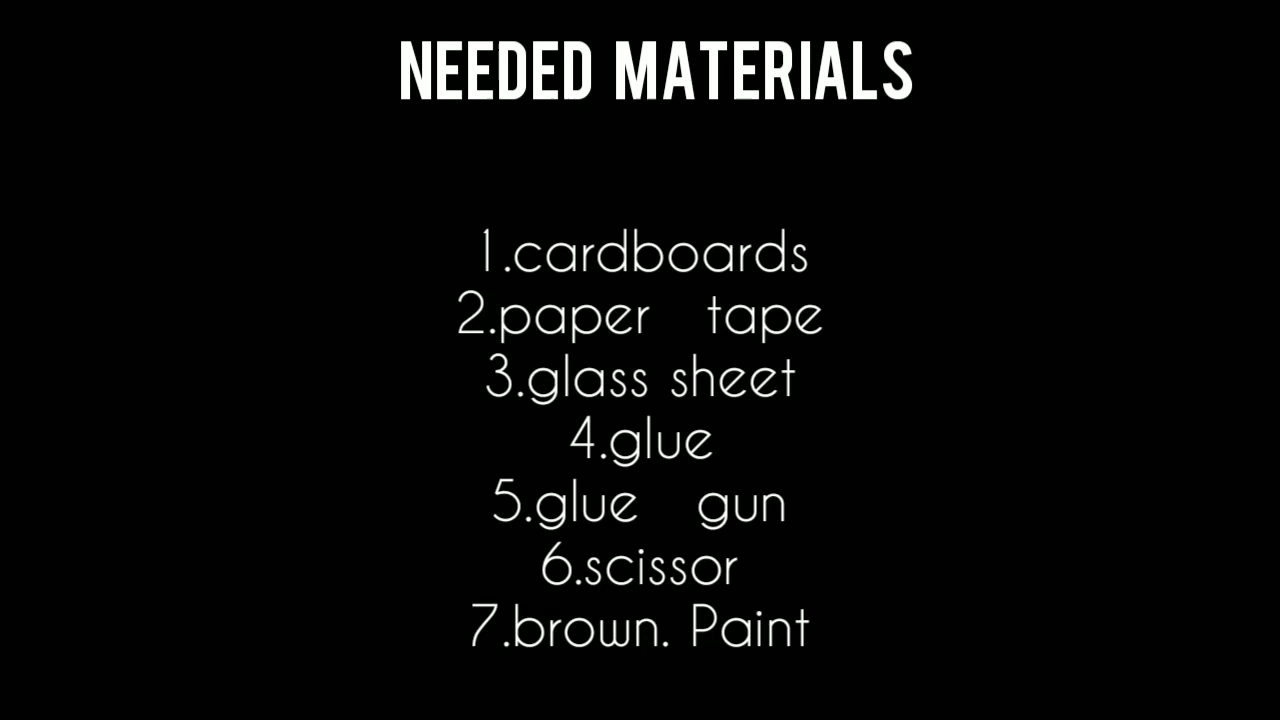 NEEDED MATERIALS
1.cardboards
2.paper tape
3.glass sheet
4.glue
5.glue gun
6.scissor
7.brown. Paint